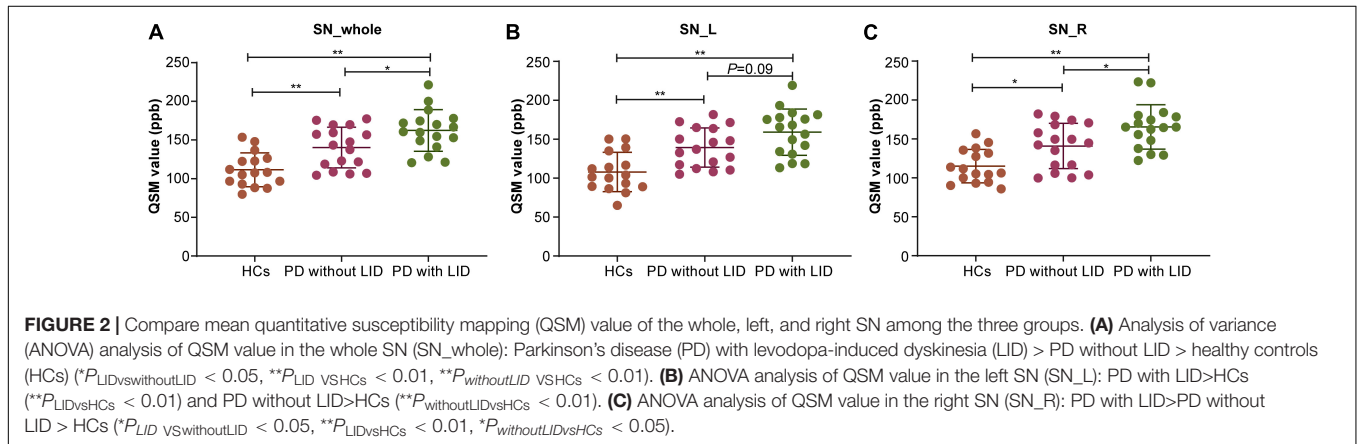 A
SN_whole
**
**
*
250
200
150
100
50
0
QSM value (ppb)
HCs PD without LID PD with LID
B
SN_L
**
P=0.09
**
250
200
150
100
50
0
QSM value (ppb)
HCs PD without LID PD with LID
C
SN_R
**
*
*
250
200
150
100
50
0
QSM value (ppb)
HCs PD without LID PD with LID
FIGURE 2 | Compare mean quantitative susceptibility mapping (QSM) value of the whole, left, and right SN among the three groups. (A) Analysis of variance
(ANOVA) analysis of QSM value in the whole SN (SN_whole): Parkinson's disease (PD) with levodopa-induced dyskinesia (LID) > PD without LID > healthy controls
(HCs) (*PLIDvswithoutLID < 0.05, **PLID VSHCs < 0.01, **PwithoutLID VSHCs < 0.01). (B) ANOVA analysis of QSM value in the left SN (SN_L): PD with LID>HCs
(**PLIDvsHCs < 0.01) and PD without LID>HCs (**PwithoutLIDvsHCs < 0.01). (C) ANOVA analysis of QSM value in the right SN (SN_R): PD with LID>PD without
LID > HCs (*PLID VSwithoutLID < 0.05, **PLIDvsHCs < 0.01, *PwithoutLIDvsHCs < 0.05).